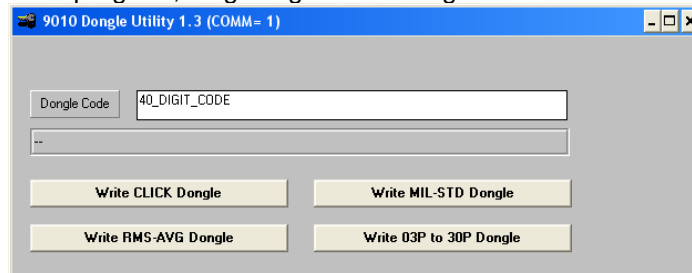 9010 Dongle Utility 1.3 (COMM= 1)
Dongle Code
40_DIGIT_CODE
--
Write CLICK Dongle
Write MIL-STD Dongle
Write RMS-AVG Dongle
Write 03P to 30P Dongle